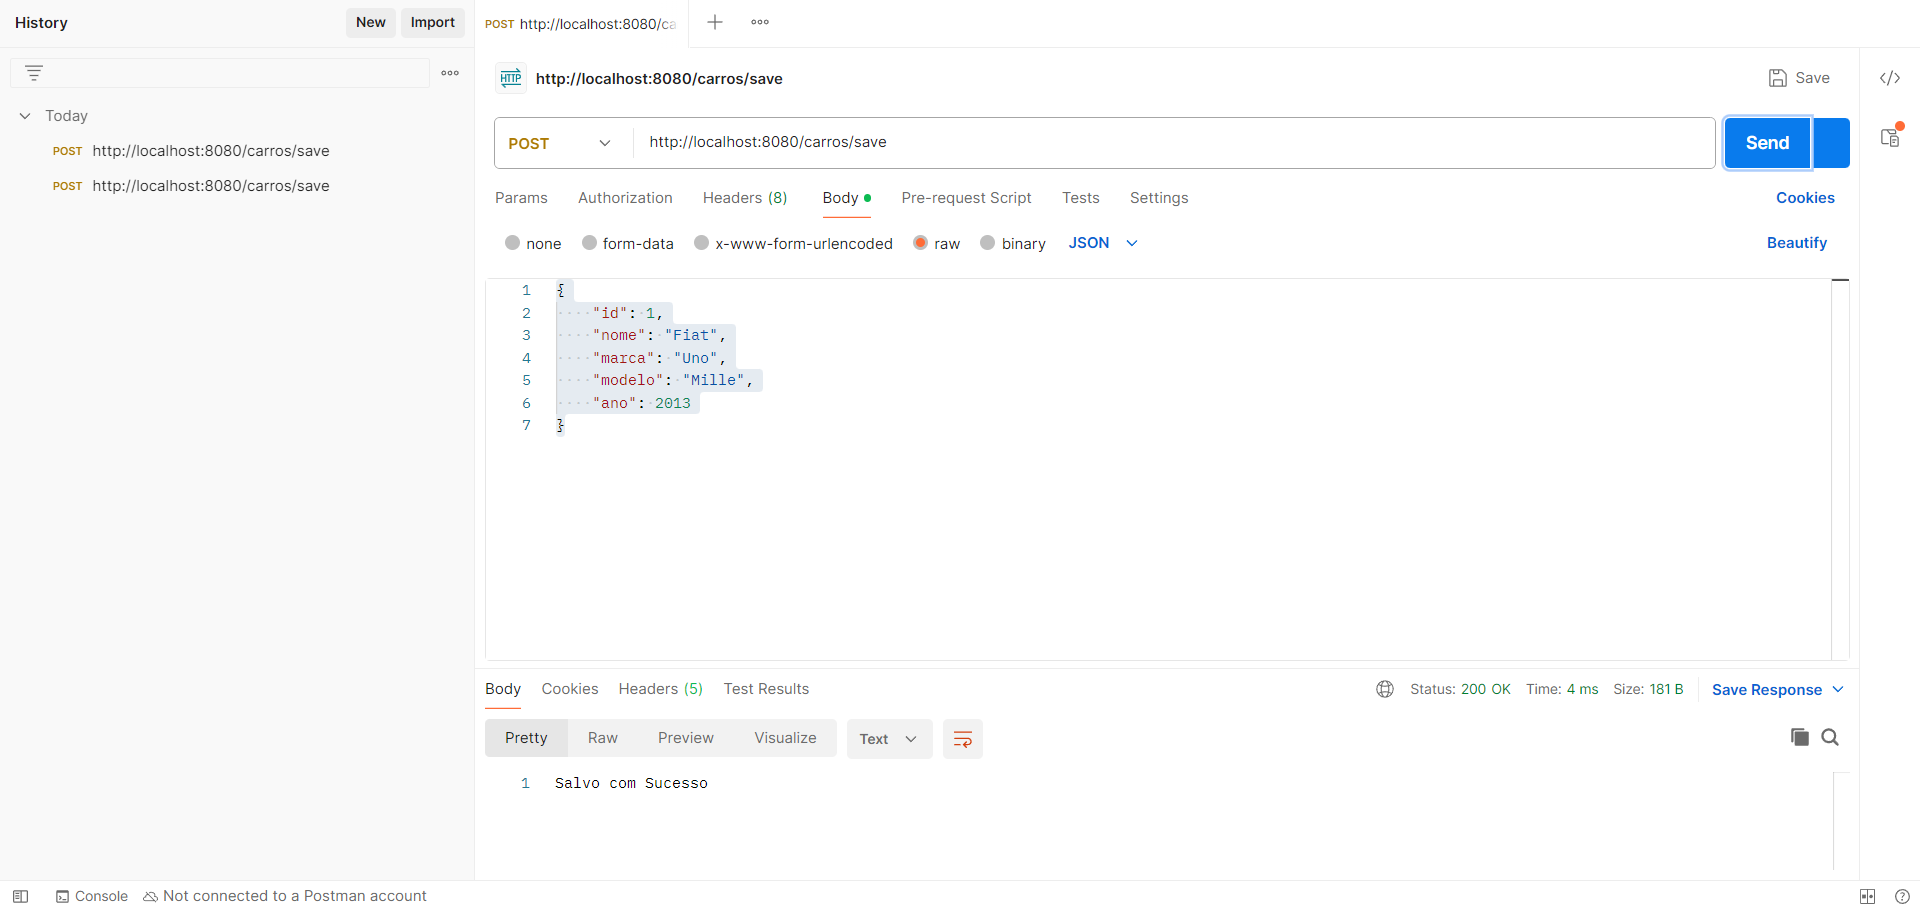 History
New
Import
POST http://localhost:8080/ca
http://localhost:8080/carros/save
Save
Today
POST http://localhost:8080/carros/save
POST http://localhost:8080/carros/save
POST
http://localhost:8080/carros/save
Send
Params
Authorization
Headers (8)
Body
Pre-request Script
Tests
Settings
Cookies
none
form-data
x-www-form-urlencoded
raw
binary
JSON
Beautify
1 {
2 "id": 1,
3 "nome": "Fiat",
4 "marca": "Uno",
5 "modelo": "Mille",
6 "ano": 2013
7 }
Body
Cookies
Headers (5)
Test Results
Status: 200 OK
Time: 4 ms
Size: 181 B
Save Response
Pretty
Raw
Preview
Visualize
Text
1 Salvo com Sucesso
Console
Not connected to a Postman account